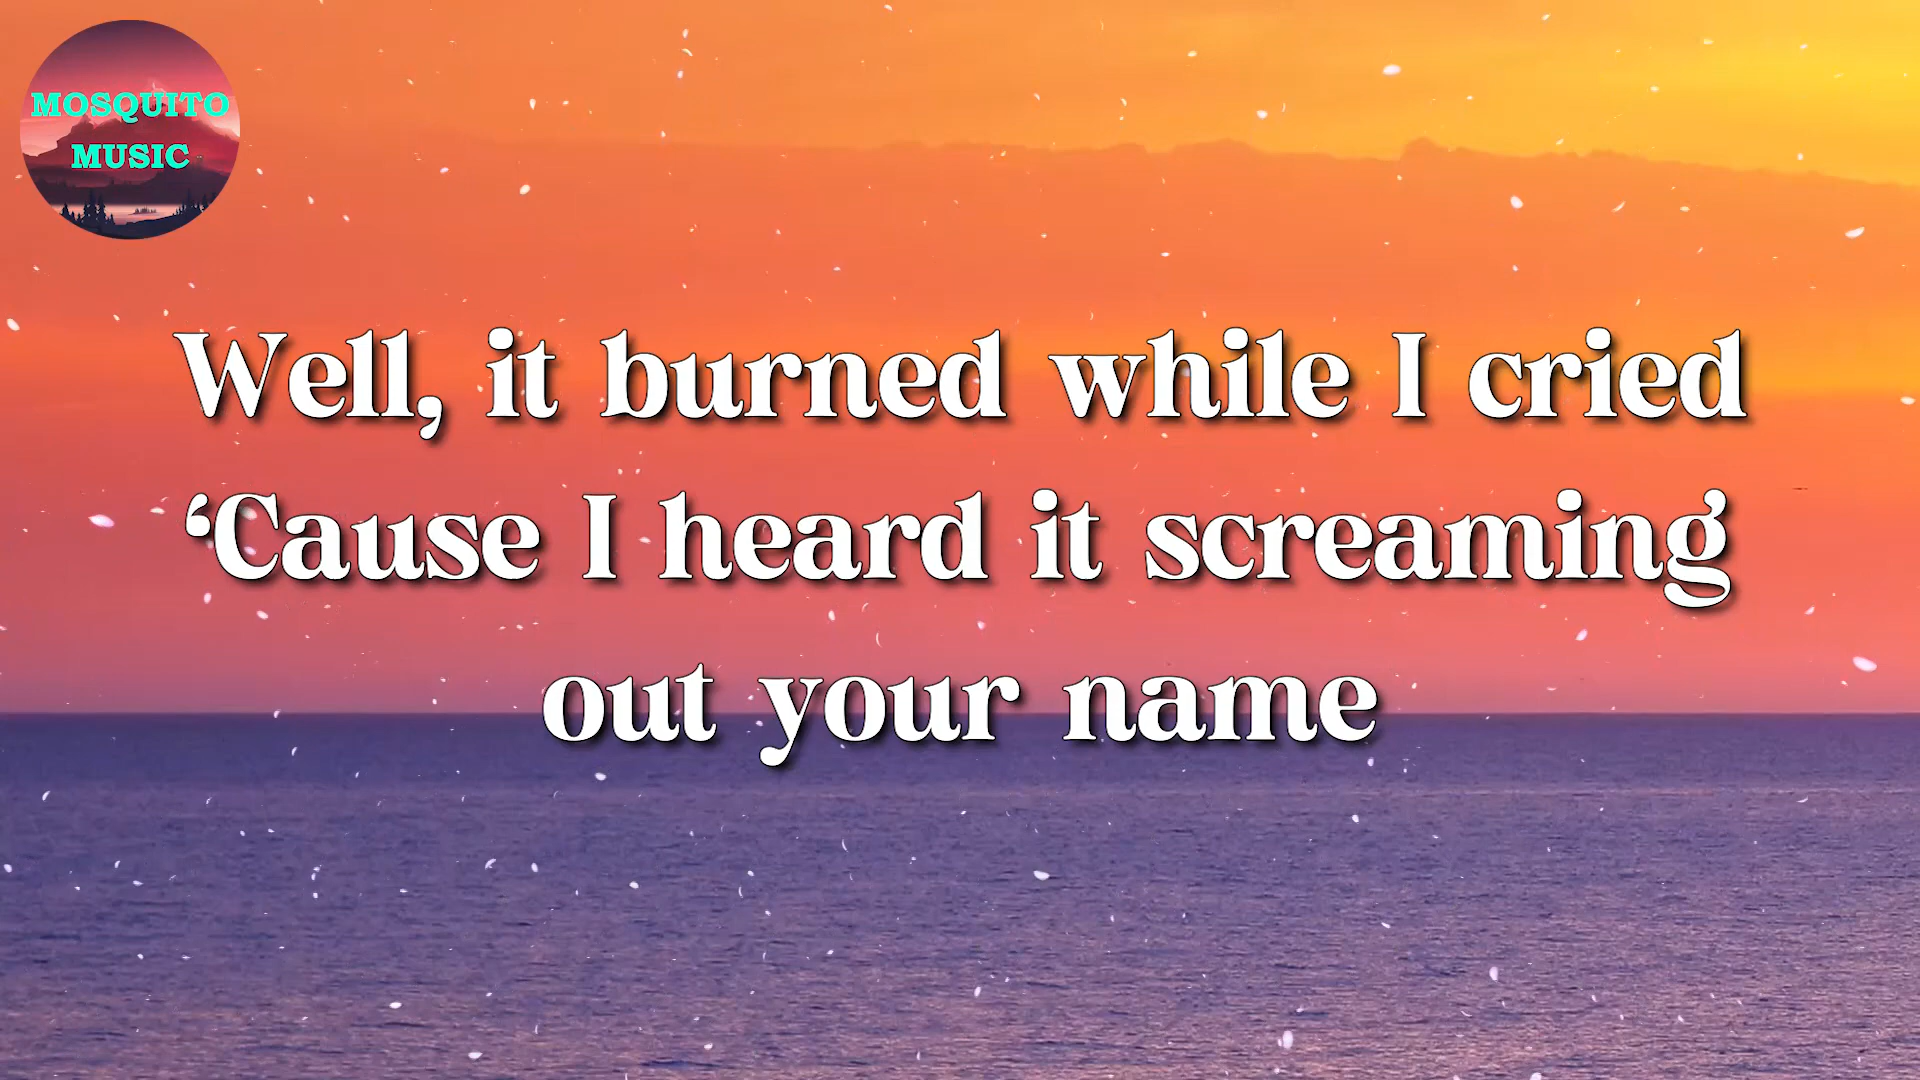 MOSQUITO
MUSIC
Well, it burned while I cried
‘Cause I heard it screaming
out your name